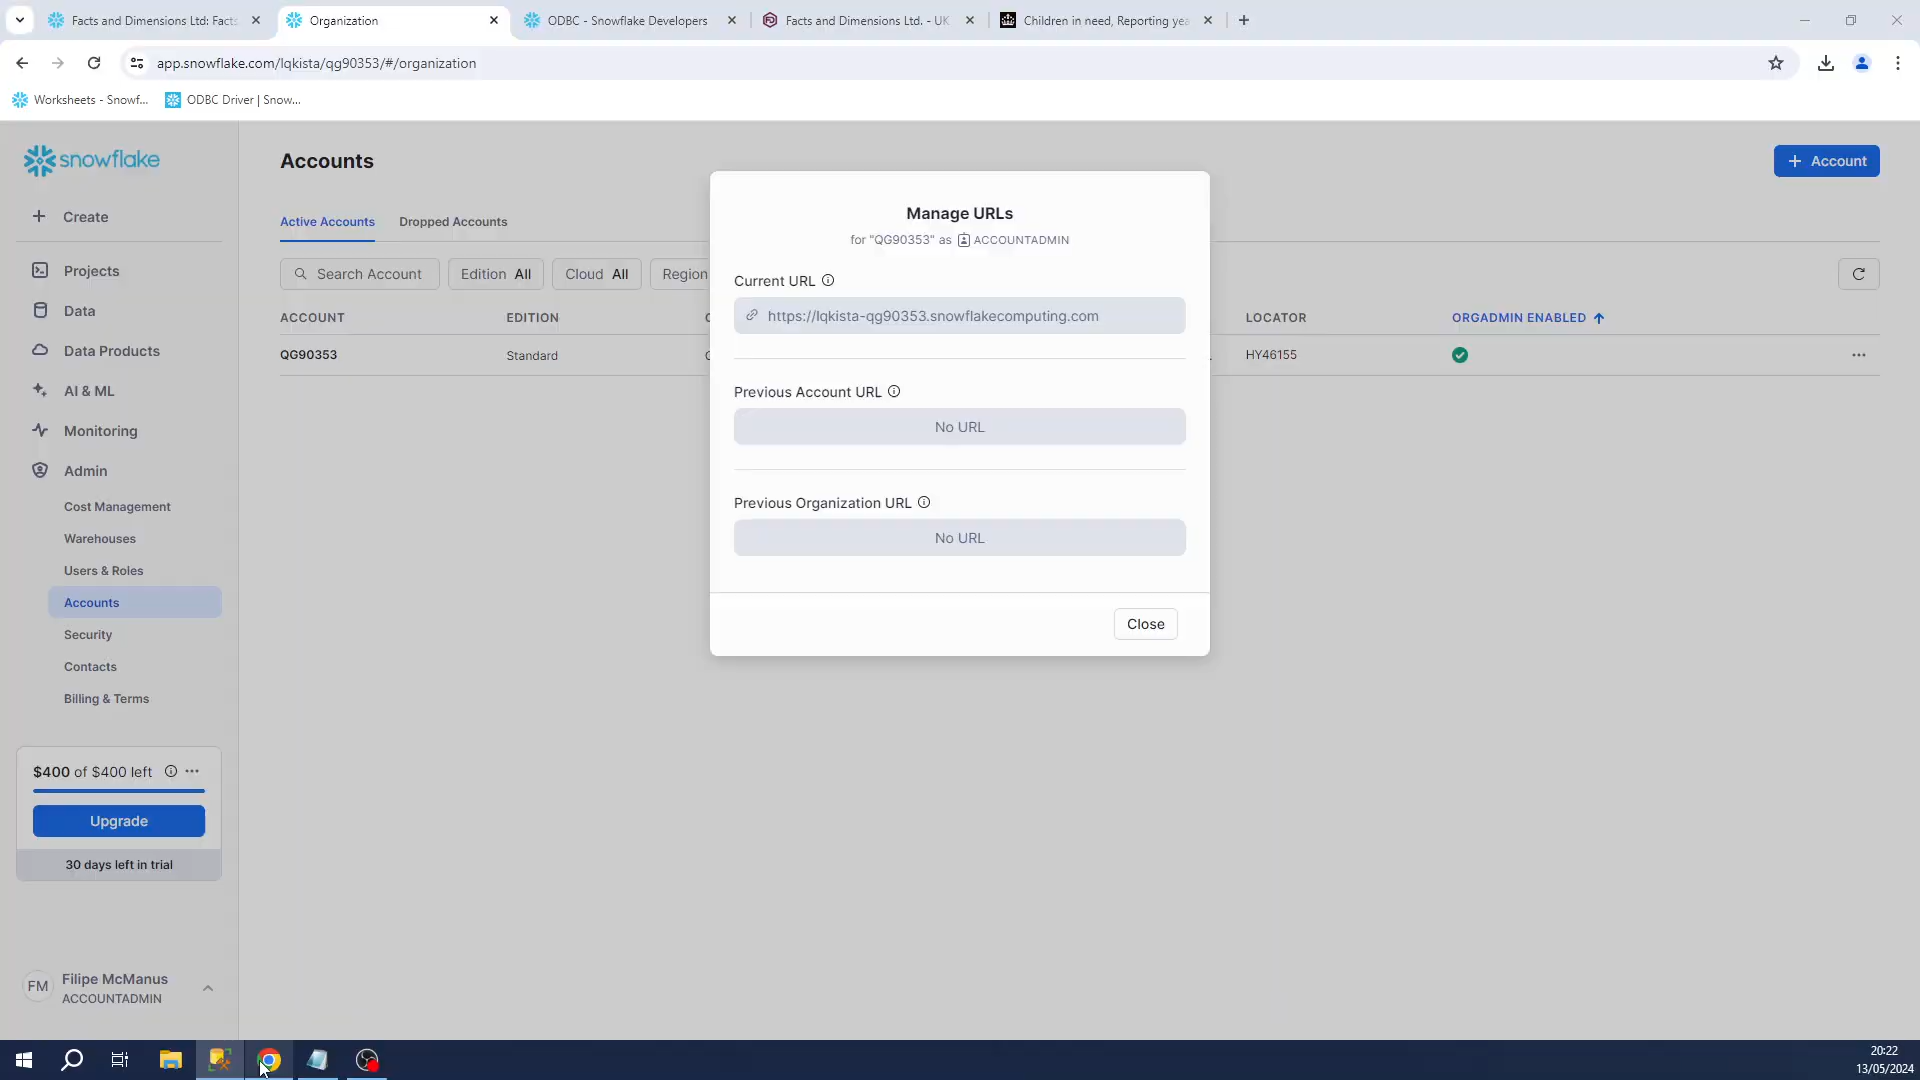 Facts and Dimensions Ltd: Facts
Organization
ODBC - Snowflake Developers
Facts and Dimensions Ltd. - UK
Children in need, Reporting yea
app.snowflake.com/lqkista/qg90353/#/organization
Worksheets - Snowf...
ODBC Driver | Snow...
snowflake
Create
Projects
Data
Data Products
AI & ML
Monitoring
Admin
Cost Management
Warehouses
Users & Roles
Accounts
Security
Contacts
Billing & Terms
$400 of $400 left
Upgrade
30 days left in trial
FM
Filipe McManus
ACCOUNTADMIN
Accounts
+ Account
Active Accounts
Dropped Accounts
Search Account
Edition All
Cloud All
Region
ACCOUNT
EDITION
LOCATOR
ORGADMIN ENABLED
QG90353
Standard
HY46155
Manage URLs
for "QG90353" as ACCOUNTADMIN
Current URL
https://lqkista-qg90353.snowflakecomputing.com
Previous Account URL
No URL
Previous Organization URL
No URL
Close
20:22
13/05/2024